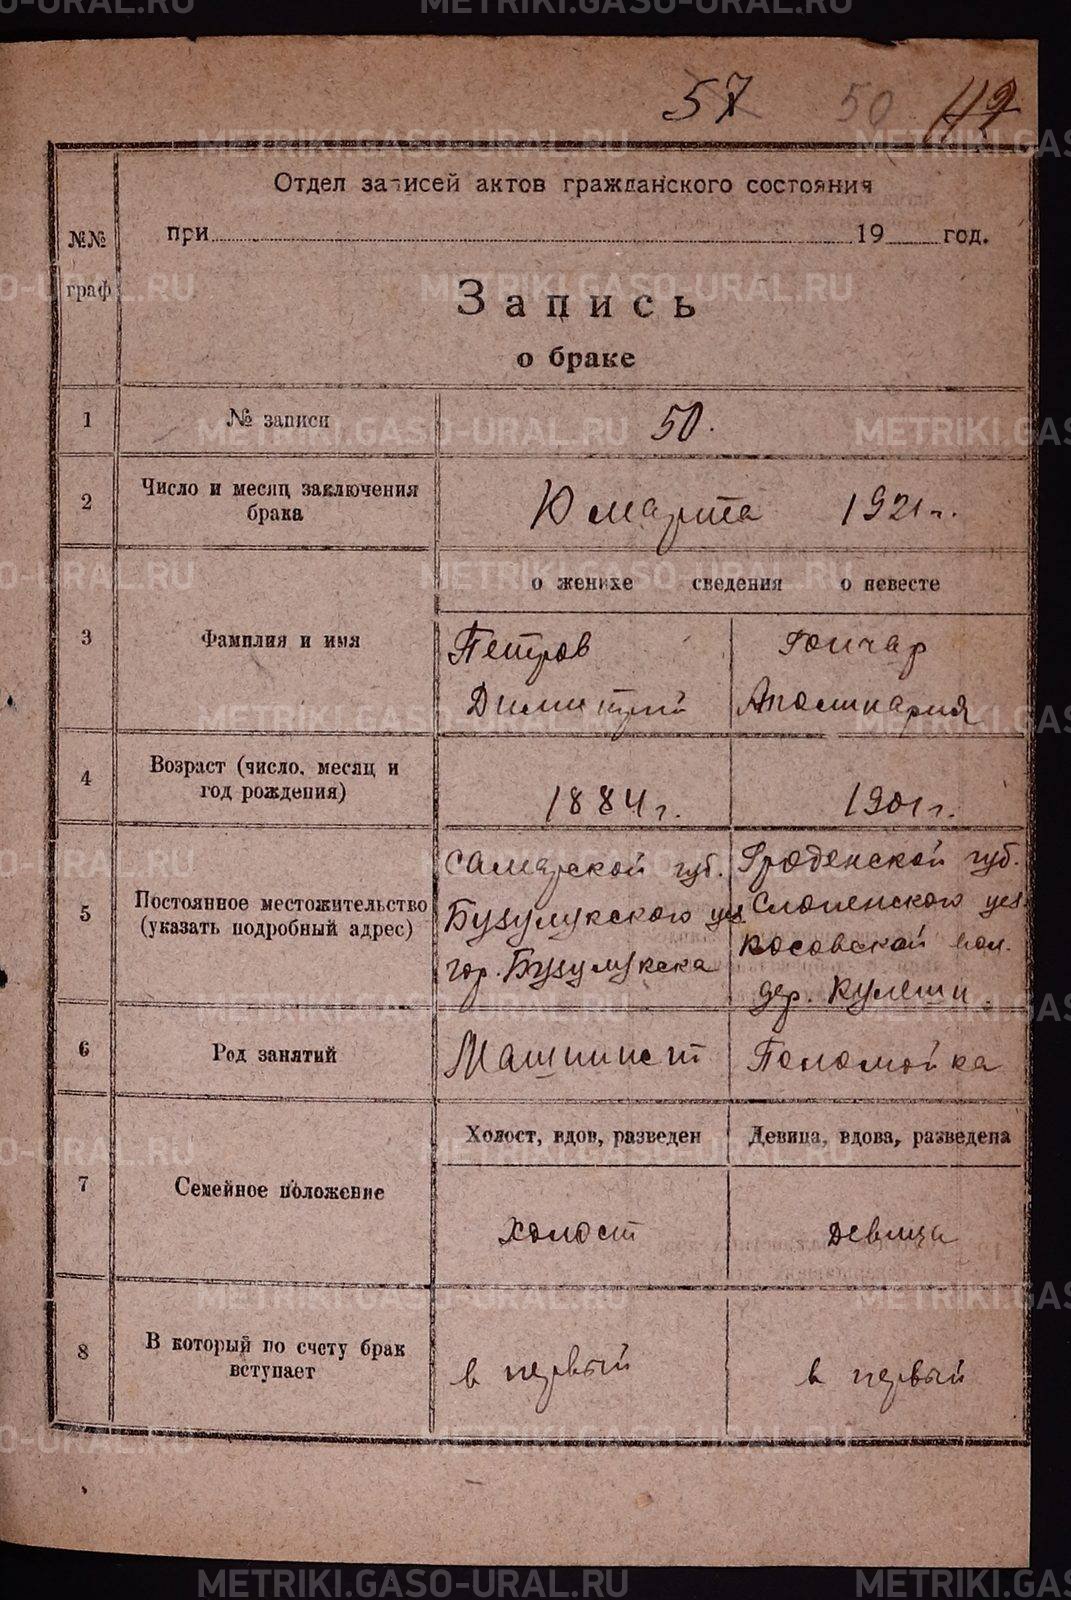 57 50
Отдел записей актов гражданского состояния
при 19 год.
№№ граф
Запись
о браке
1 № записи 50.
2 Число и месяц заключения брака 10 марта 1921 г.
о женихе сведения о невесте
3 Фамилия и имя
Петров Гончар
Димитрий Аполинария
4 Возраст (число, месяц и год рождения) 1884 г. 1901 г.
5 Постоянное местожительство (указать подробный адрес)
Самарской губ. Гроденской губ.
Бузулукского уез. Слоненского уез.
гор. Бузулукска Косовской вол.
дер. Кулеши.
6 Род занятий Машинист Поломойка
Холост, вдов, разведен Девица, вдова, разведена
7 Семейное положение холост девица
8 В который по счету брак вступает в первый в первый
METRIKI.GASO-URAL.RU